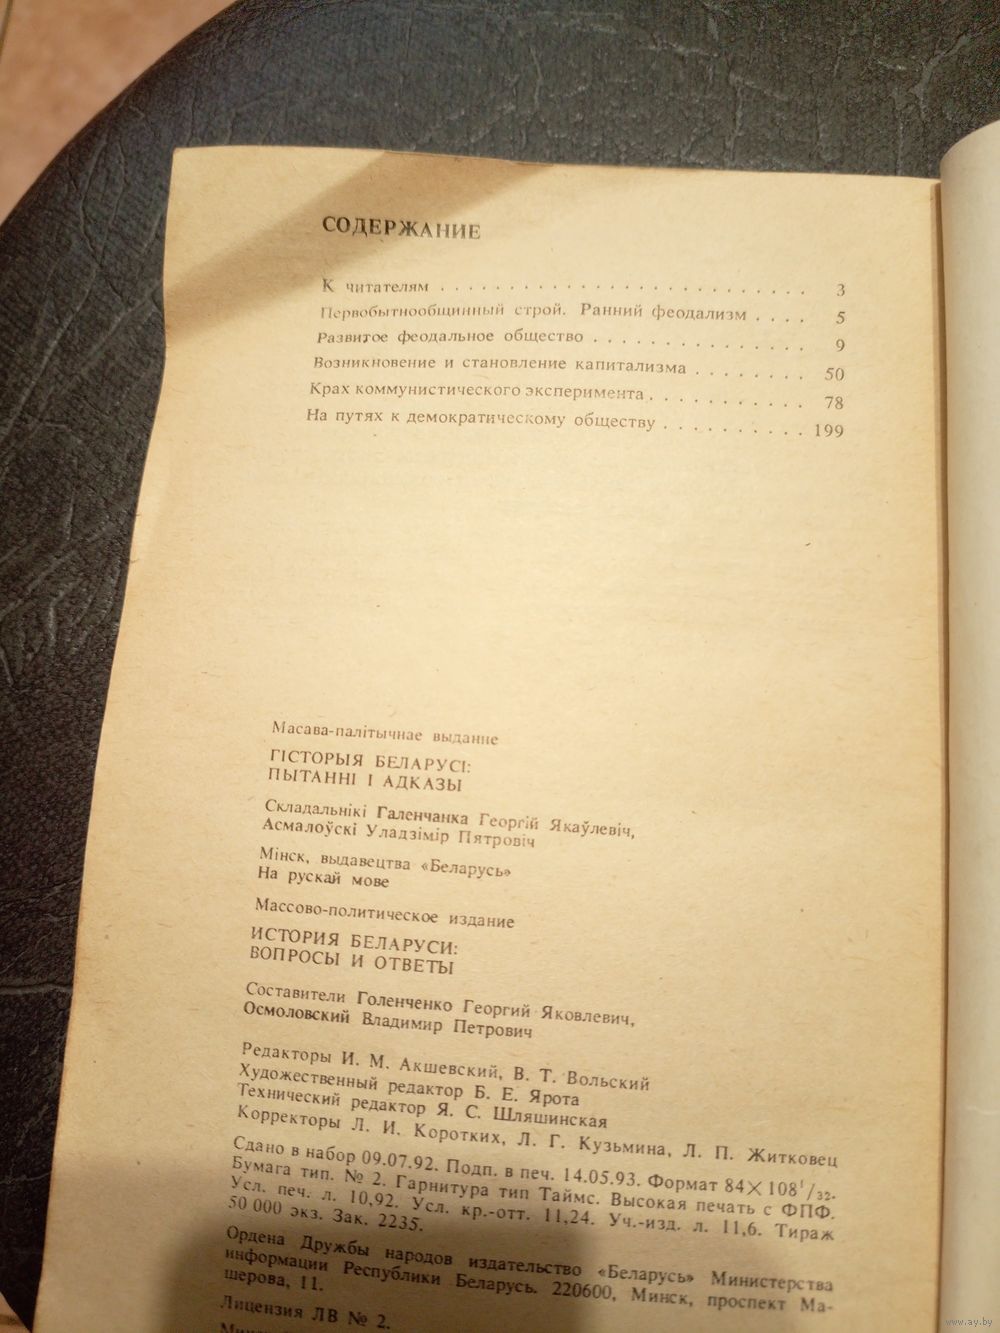 СОДЕРЖАНИЕ
К читателям . . . . . . . . . . . . . . . . . . . . . . . . . . 3
Первобытнообщинный строй. Ранний феодализм . . . . 5
Развитое феодальное общество . . . . . . . . . . . . . . . 9
Возникновение и становление капитализма . . . . . . . . 50
Крах коммунистического эксперимента . . . . . . . . . . . 78
На путях к демократическому обществу . . . . . . . . . . 199
Масава-палітычнае выданне
ГІСТОРЫЯ БЕЛАРУСІ:
ПЫТАННІ І АДКАЗЫ
Складальнікі Галенчанка Георгій Якаўлевіч,
Асмалоўскі Уладзімір Пятровіч
Мінск, выдавецтва «Беларусь»
На рускай мове
Массово-политическое издание
ИСТОРИЯ БЕЛАРУСИ:
ВОПРОСЫ И ОТВЕТЫ
Составители Голенченко Георгий Яковлевич,
Осмоловский Владимир Петрович
Редакторы И. М. Акшевский, В. Т. Вольский
Художественный редактор Б. Е. Ярота
Технический редактор Я. С. Шляшинская
Корректоры Л. И. Коротких, Л. Г. Кузьмина, Л. П. Житковец
Сдано в набор 09.07.92. Подп. в печ. 14.05.93. Формат 84×108¹/₃₂.
Бумага тип. № 2. Гарнитура тип Таймс. Высокая печать с ФПФ.
Усл. печ. л. 10,92. Усл. кр.-отт. 11,24. Уч.-изд. л. 11,6. Тираж
50 000 экз. Зак. 2235.
Ордена Дружбы народов издательство «Беларусь» Министерства
информации Республики Беларусь. 220600, Минск, проспект Ма-
шерова, 11.
Лицензия ЛВ № 2.
www.ay.by